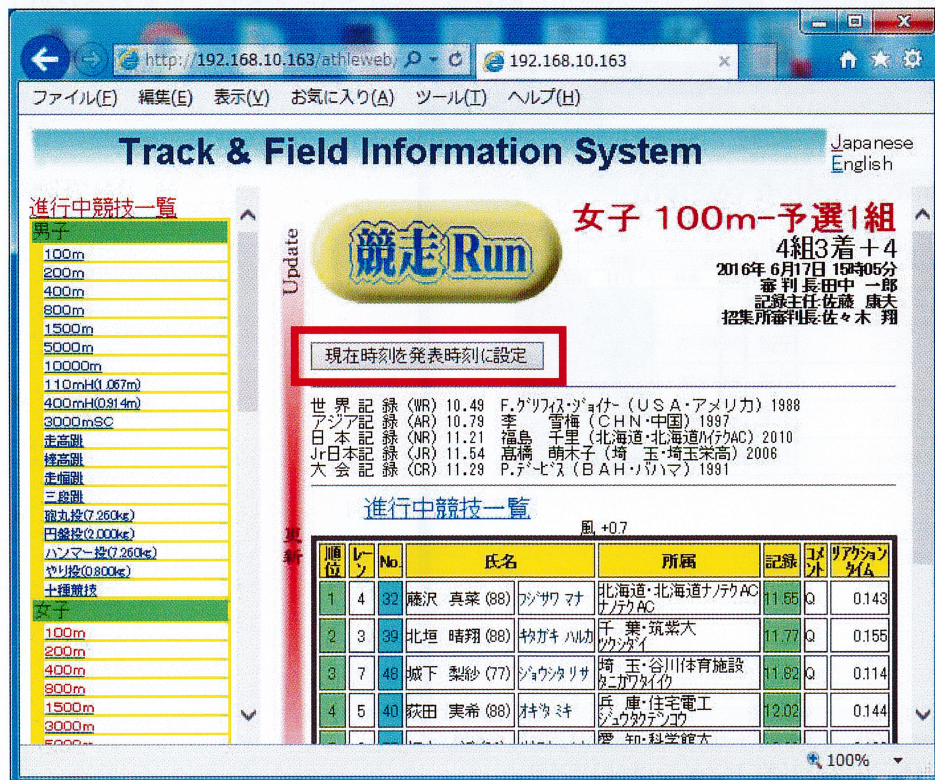 http://192.168.10.163/athleweb/
192.168.10.163
ファイル(F) 編集(E) 表示(V) お気に入り(A) ツール(T) ヘルプ(H)
Track & Field Information System
Japanese
English
進行中競技一覧
男子
100m
200m
400m
800m
1500m
5000m
10000m
110mH(1.067m)
400mH(0.914m)
3000mSC
走高跳
棒高跳
走幅跳
三段跳
砲丸投(7.260kg)
円盤投(2.000kg)
ハンマー投(7.260kg)
やり投(0.800kg)
十種競技
女子
100m
200m
400m
800m
1500m
3000m
5000m
Update
更新
競走 Run
女子 100m-予選1組
4組3着+4
2016年 6月17日 15時05分
審判長:田中 一郎
記録主任:佐藤 康夫
招集所審判長:佐々木 翔
現在時刻を発表時刻に設定
世界記録 (WR) 10.49 F.グリフィス・ジョイナー (USA・アメリカ) 1988
アジア記録 (AR) 10.79 李 雪梅 (CHN・中国) 1997
日本記録 (NR) 11.21 福島 千里 (北海道・北海道ハイテクAC) 2010
Jr日本記録 (JR) 11.54 髙橋 萌木子 (埼 玉・埼玉栄高) 2006
大会記録 (CR) 11.29 P.デービス (BAH・バハマ) 1991
進行中競技一覧
風 +0.7
順位 レーン No. 氏名 所属 記録 コメント リアクションタイム
1 4 32 藤沢 真菜 (88) フジサワ マナ 北海道・北海道ナノテクAC ナノテクAC 11.55 Q 0.143
2 3 39 北垣 晴翔 (88) キタガキ ハルカ 千 葉・筑紫大 ツクシダイ 11.77 Q 0.155
3 7 48 城下 梨紗 (77) ジョウシタ リサ 埼 玉・谷川体育施設 タニガワタイイク 11.82 Q 0.114
4 5 40 荻田 実希 (88) オギタ ミキ 兵 庫・住宅電工 ジュウタクデンコウ 12.02 0.144
愛 知・科学館大
100%